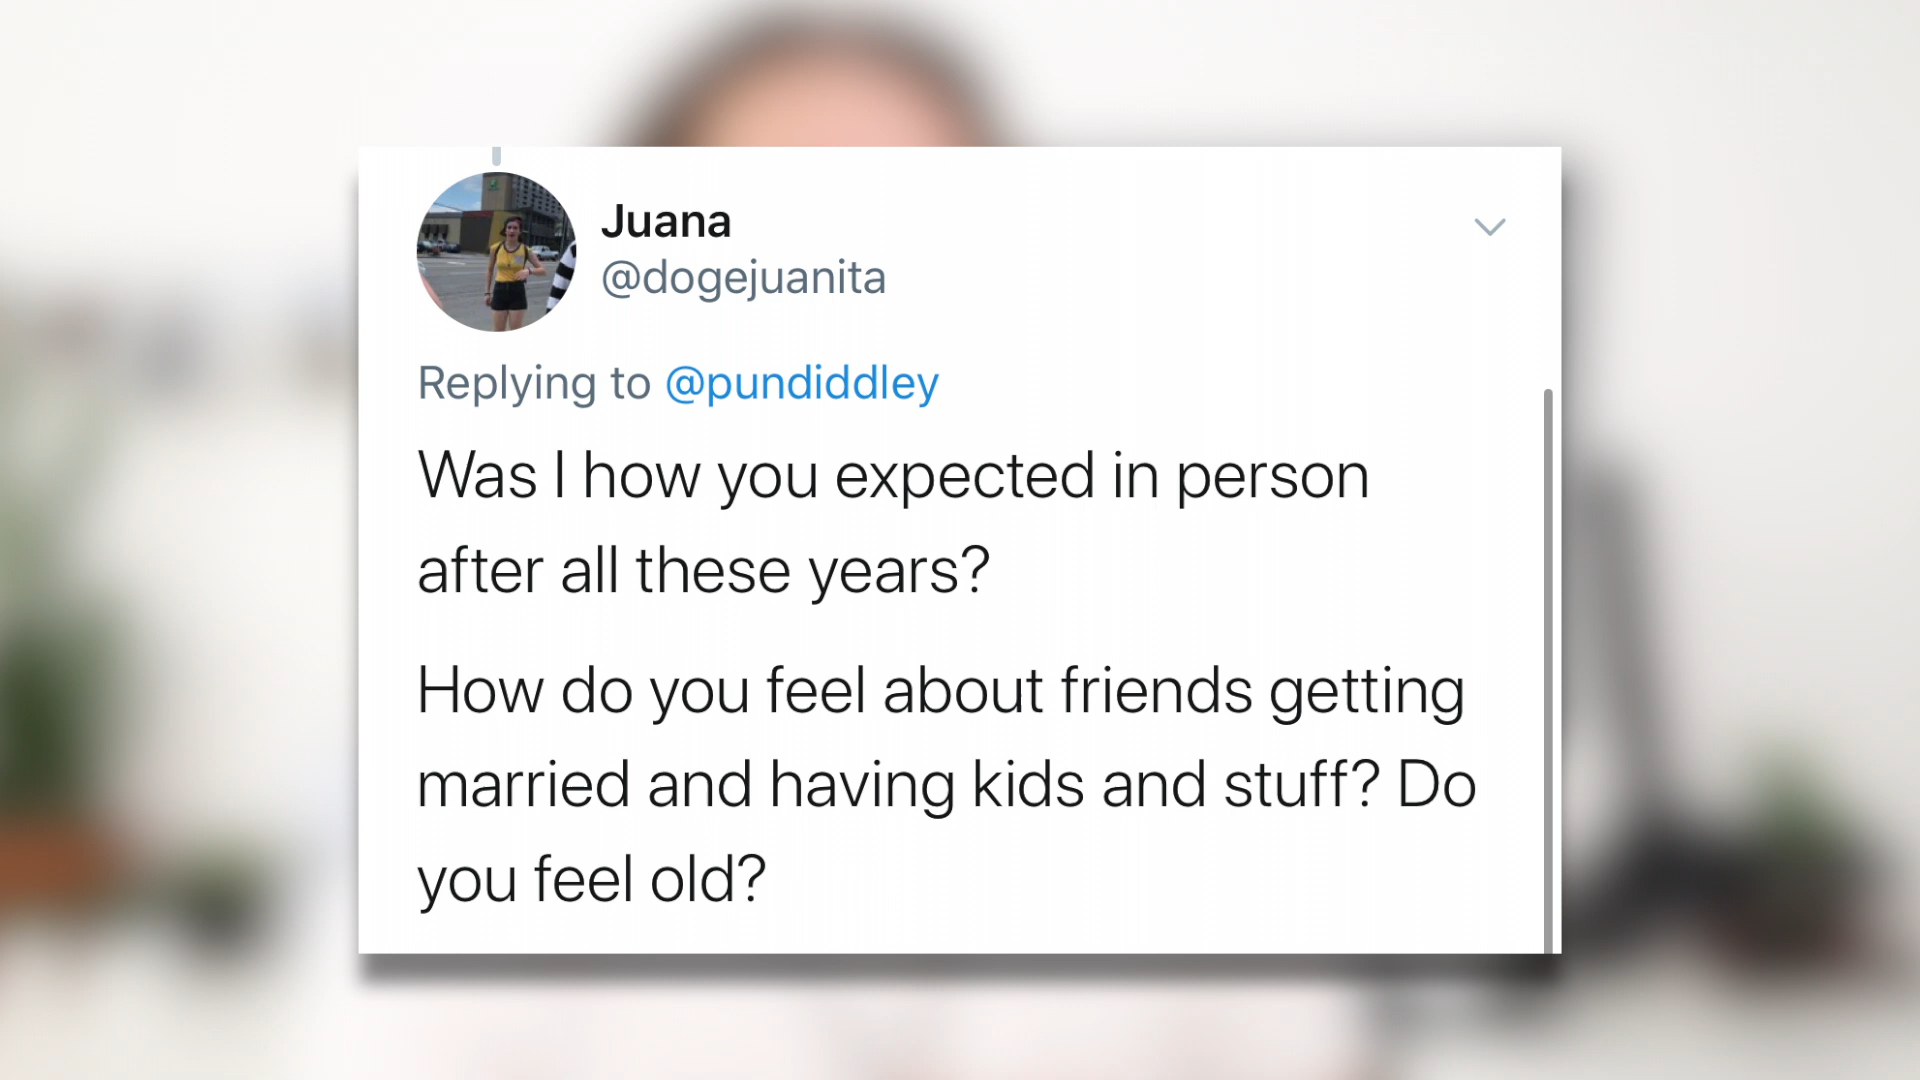 Juana
@dogejuanita
Replying to @pundiddley
Was I how you expected in person
after all these years?
How do you feel about friends getting
married and having kids and stuff? Do
you feel old?